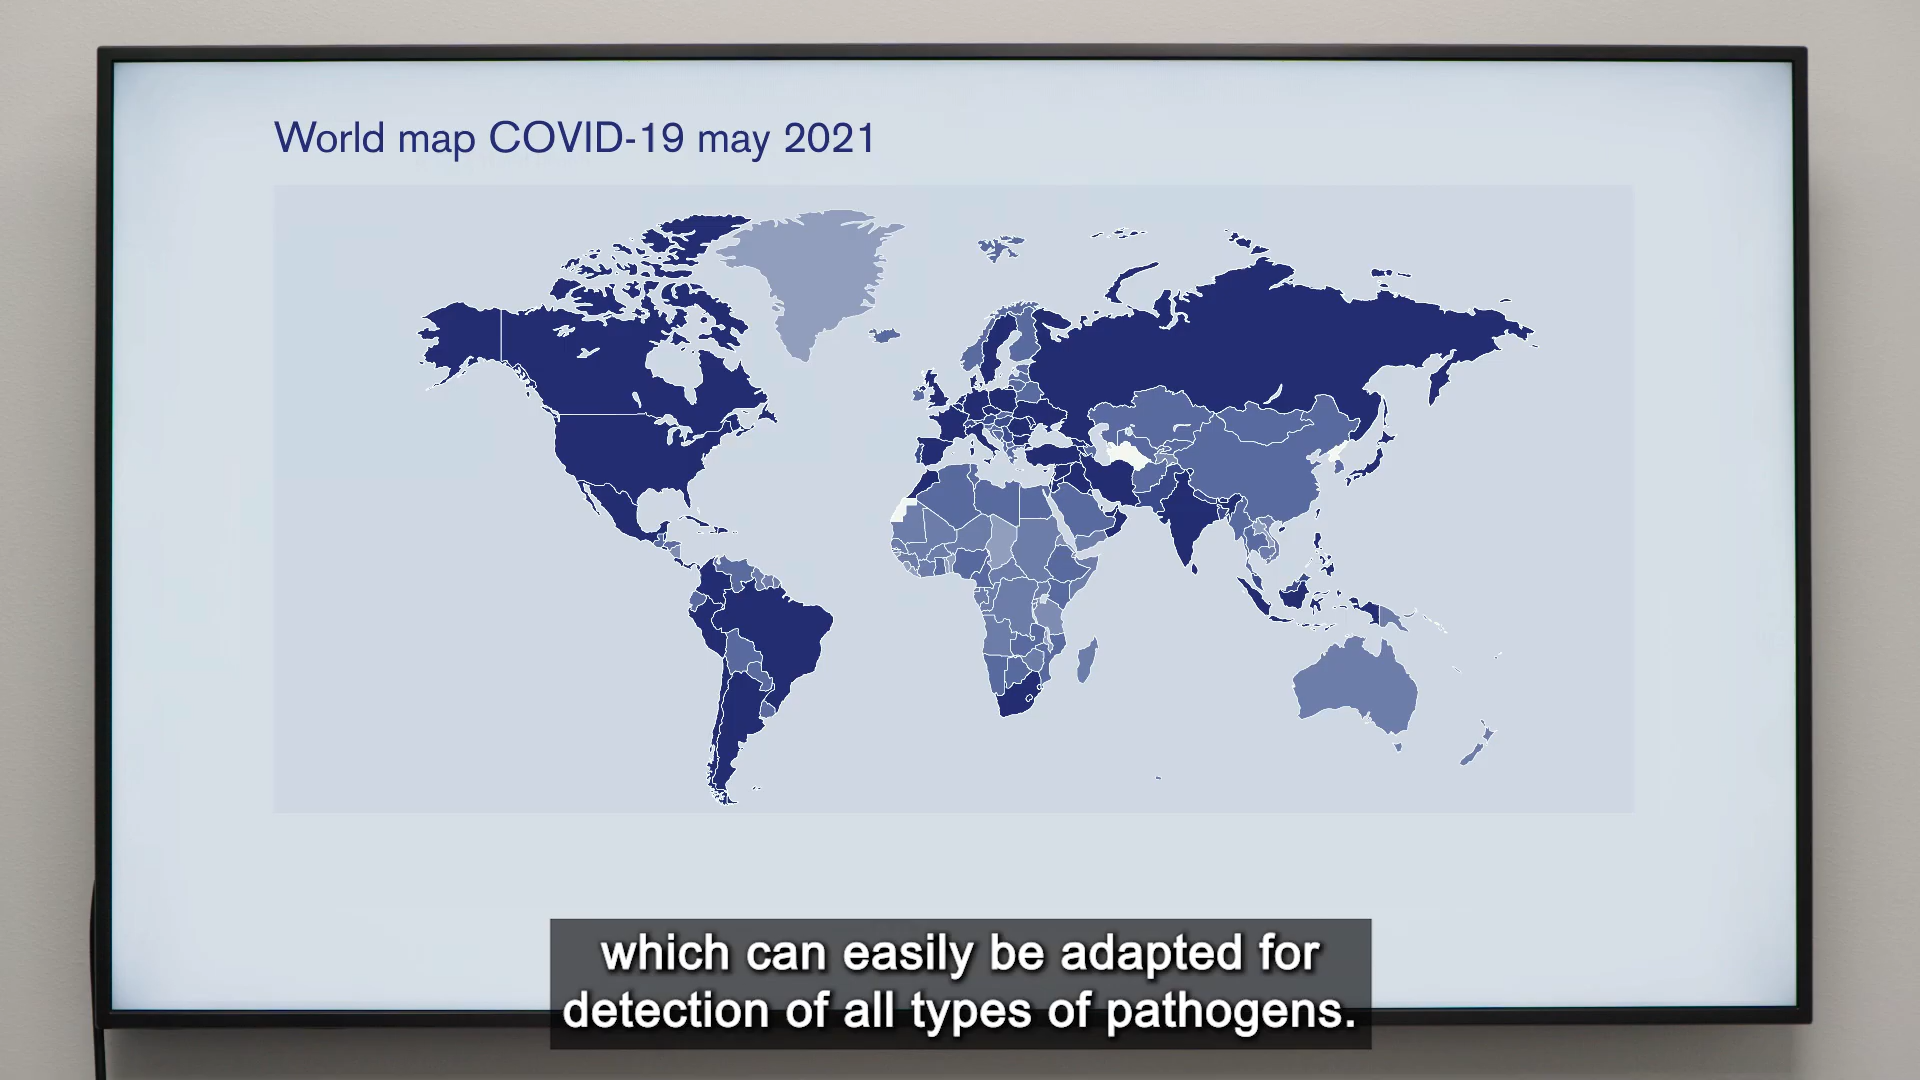 World map COVID-19 may 2021
which can easily be adapted for
detection of all types of pathogens.